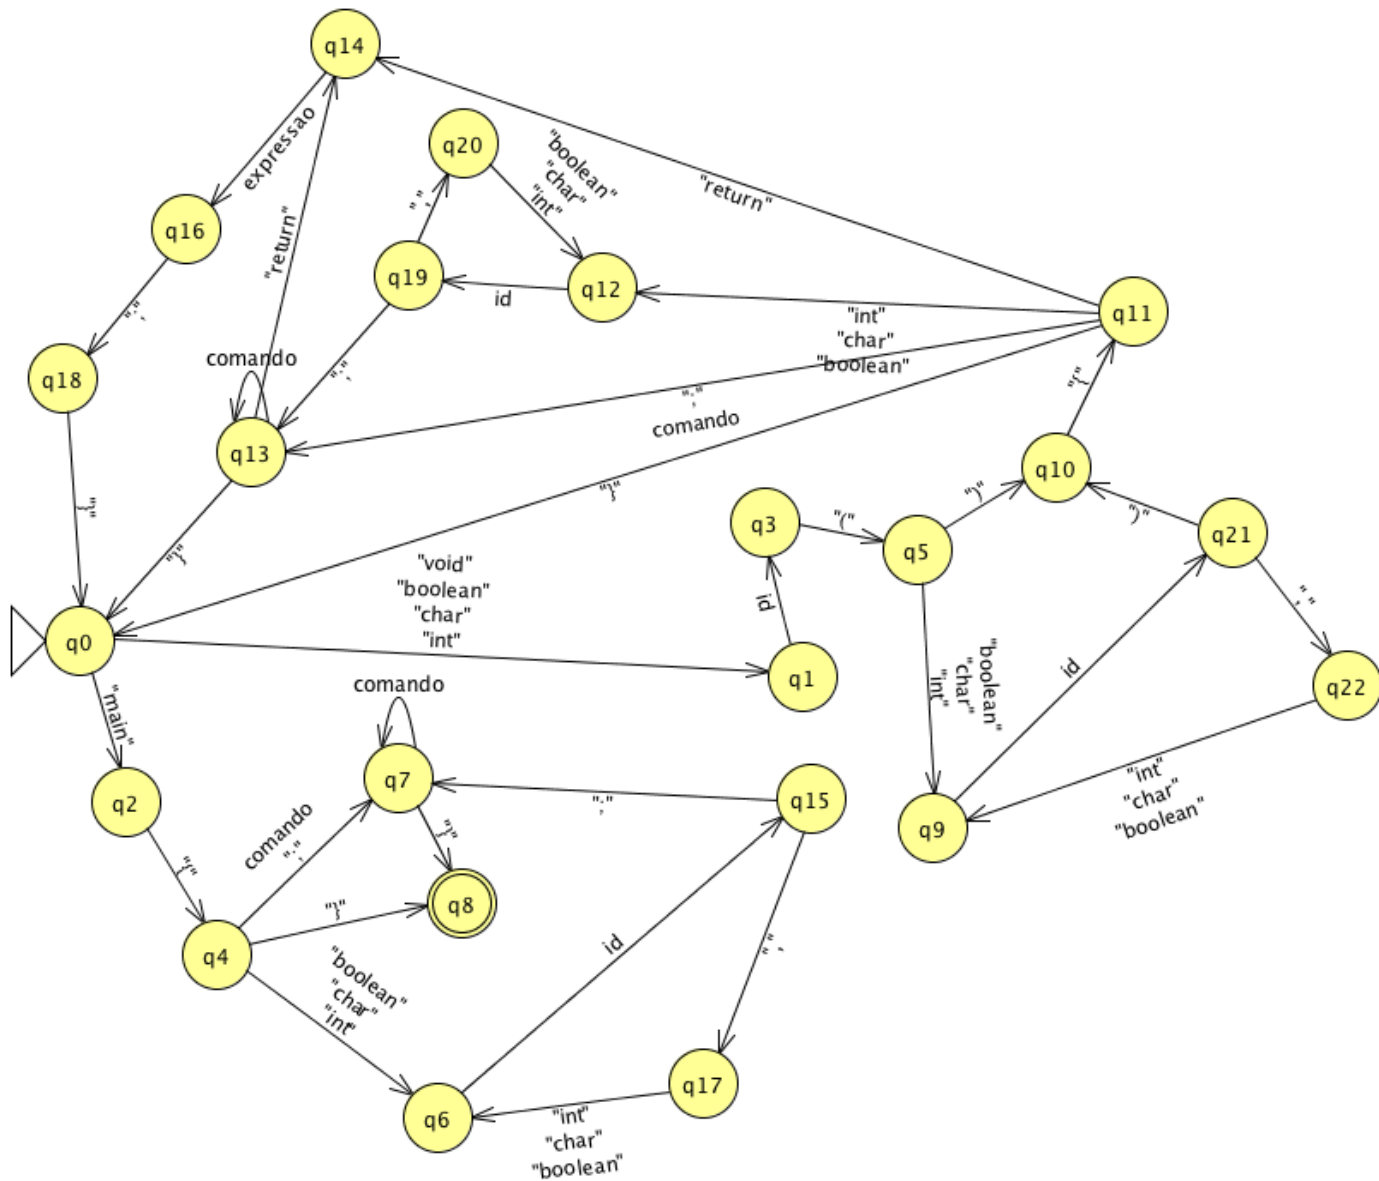 q14
q20
"boolean"
"char"
"int"
expressao
"return"
q16
","
"return"
q19
q12
id
q11
"int"
"char"
"boolean"
";"
q18
comando
";"
";"
comando
"{"
q13
q10
"}"
q3
"("
")"
")"
q21
"}"
"}"
q5
"void"
"boolean"
"char"
"int"
id
","
q0
q1
"boolean"
"char"
"int"
id
q22
comando
"main"
q7
";"
q15
"int"
"char"
"boolean"
q2
q9
comando
";"
"}"
"{"
"}"
q8
q4
id
","
"boolean"
"char"
"int"
q17
q6
"int"
"char"
"boolean"